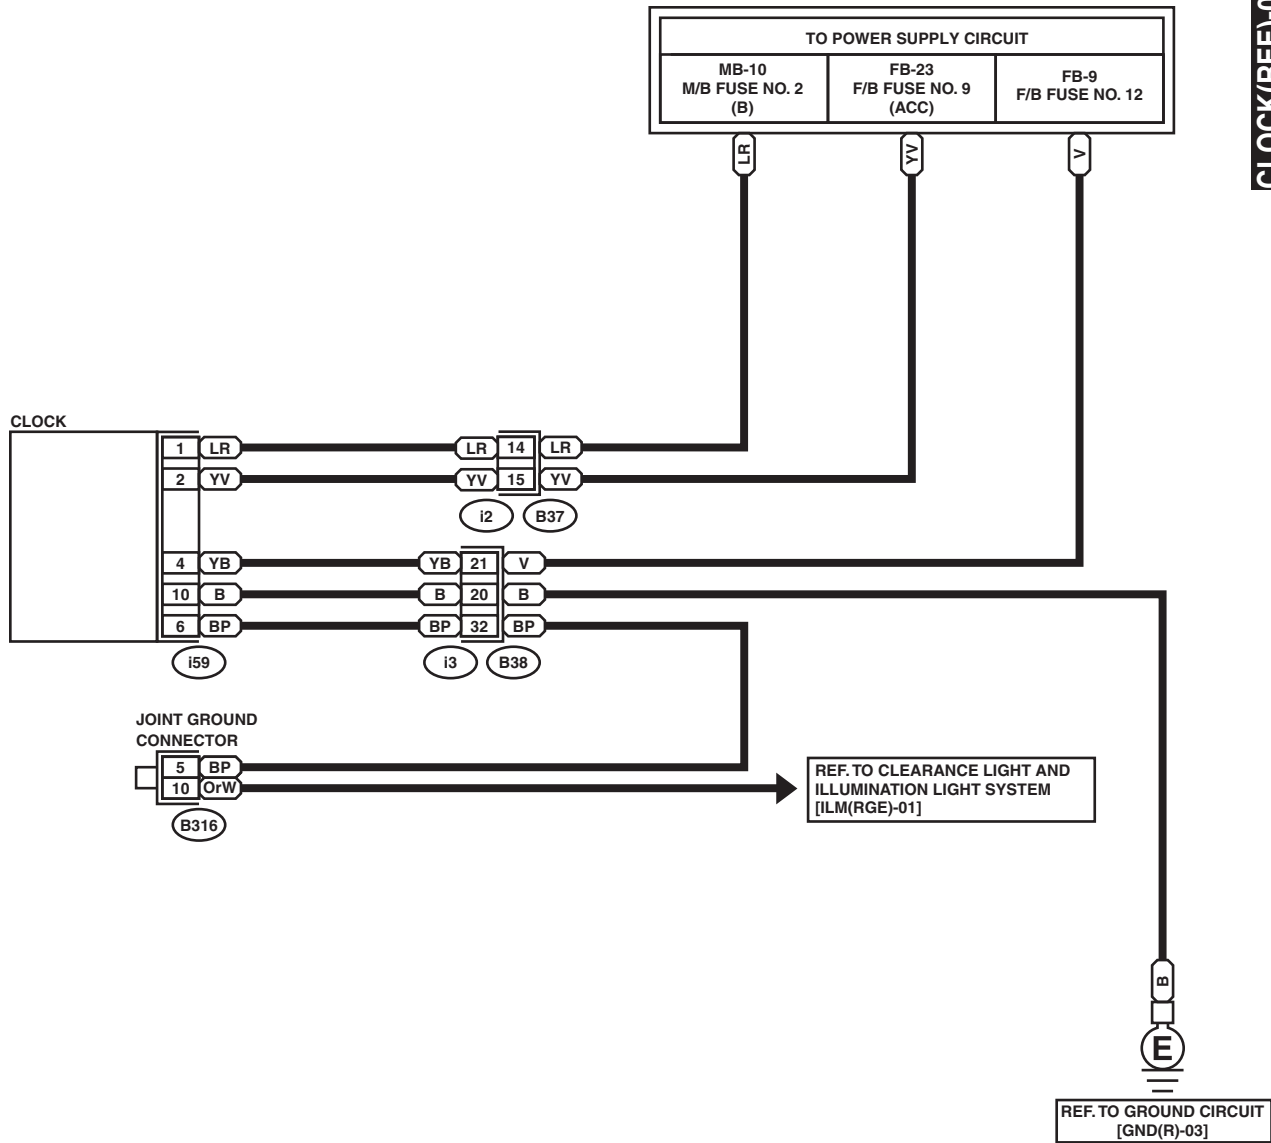 TO POWER SUPPLY CIRCUIT
MB-10
M/B FUSE NO. 2
(B)
FB-23
F/B FUSE NO. 9
(ACC)
FB-9
F/B FUSE NO. 12
LR
YV
V
CLOCK
1 LR LR 14 LR
2 YV YV 15 YV
i2 B37
4 YB YB 21 V
10 B B 20 B
6 BP BP 32 BP
i59 i3 B38
JOINT GROUND
CONNECTOR
5 BP
10 OrW
B316
REF. TO CLEARANCE LIGHT AND
ILLUMINATION LIGHT SYSTEM
[ILM(RGE)-01]
B
E
REF. TO GROUND CIRCUIT
[GND(R)-03]